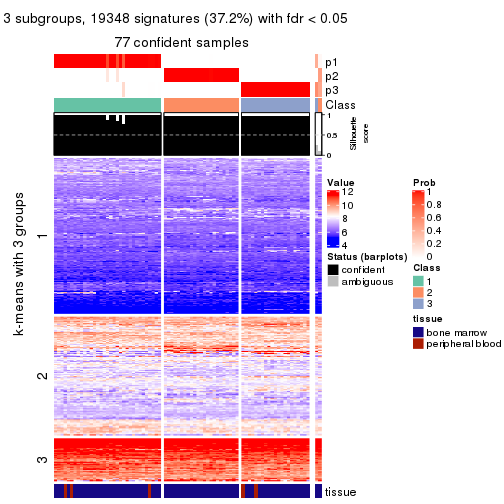 3 subgroups, 19348 signatures (37.2%) with fdr < 0.05
77 confident samples
p1
p2
p3
Class
1
0.5
0
Silhouette
score
k-means with 3 groups
1
2
3
tissue
Value
12
10
8
6
4
Status (barplots)
confident
ambiguous
Prob
1
0.8
0.6
0.4
0.2
0
Class
1
2
3
tissue
bone marrow
peripheral blood